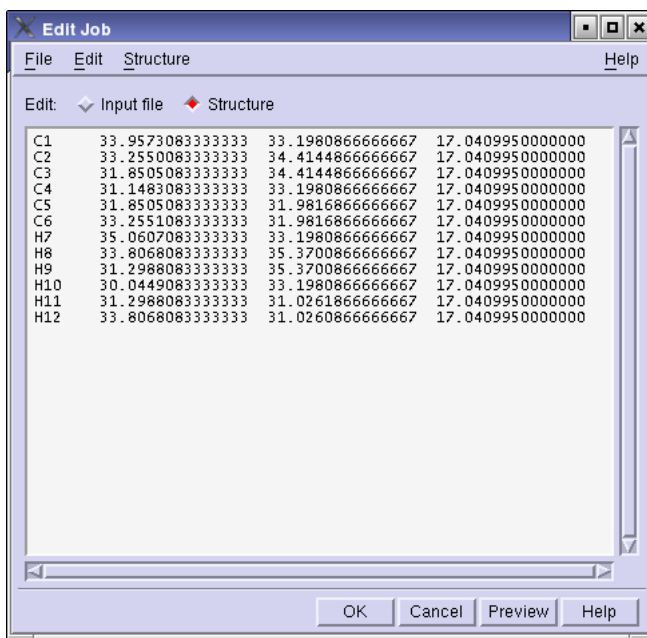 Edit Job
File Edit Structure Help
Edit: Input file Structure
C1 33.9573083333333 33.1980866666667 17.0409950000000
C2 33.2550083333333 34.4144866666667 17.0409950000000
C3 31.8505083333333 34.4144866666667 17.0409950000000
C4 31.1483083333333 33.1980866666667 17.0409950000000
C5 31.8505083333333 31.9816866666667 17.0409950000000
C6 33.2551083333333 31.9816866666667 17.0409950000000
H7 35.0607083333333 33.1980866666667 17.0409950000000
H8 33.8068083333333 35.3700866666667 17.0409950000000
H9 31.2988083333333 35.3700866666667 17.0409950000000
H10 30.0449083333333 33.1980866666667 17.0409950000000
H11 31.2988083333333 31.0261866666667 17.0409950000000
H12 33.8068083333333 31.0260866666667 17.0409950000000
OK Cancel Preview Help